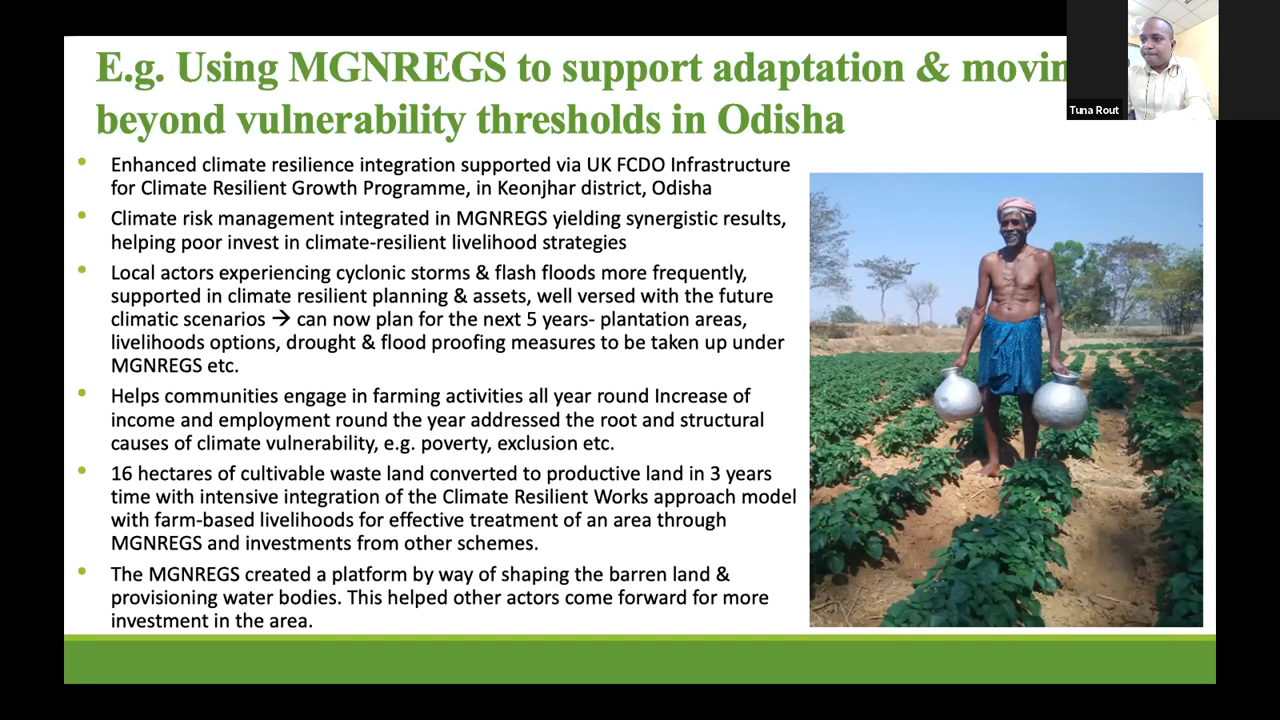 E.g. Using MGNREGS to support adaptation & movin
beyond vulnerability thresholds in Odisha
Tuna Rout
• Enhanced climate resilience integration supported via UK FCDO Infrastructure
for Climate Resilient Growth Programme, in Keonjhar district, Odisha
• Climate risk management integrated in MGNREGS yielding synergistic results,
helping poor invest in climate-resilient livelihood strategies
• Local actors experiencing cyclonic storms & flash floods more frequently,
supported in climate resilient planning & assets, well versed with the future
climatic scenarios → can now plan for the next 5 years- plantation areas,
livelihoods options, drought & flood proofing measures to be taken up under
MGNREGS etc.
• Helps communities engage in farming activities all year round Increase of
income and employment round the year addressed the root and structural
causes of climate vulnerability, e.g. poverty, exclusion etc.
• 16 hectares of cultivable waste land converted to productive land in 3 years
time with intensive integration of the Climate Resilient Works approach model
with farm-based livelihoods for effective treatment of an area through
MGNREGS and investments from other schemes.
• The MGNREGS created a platform by way of shaping the barren land &
provisioning water bodies. This helped other actors come forward for more
investment in the area.